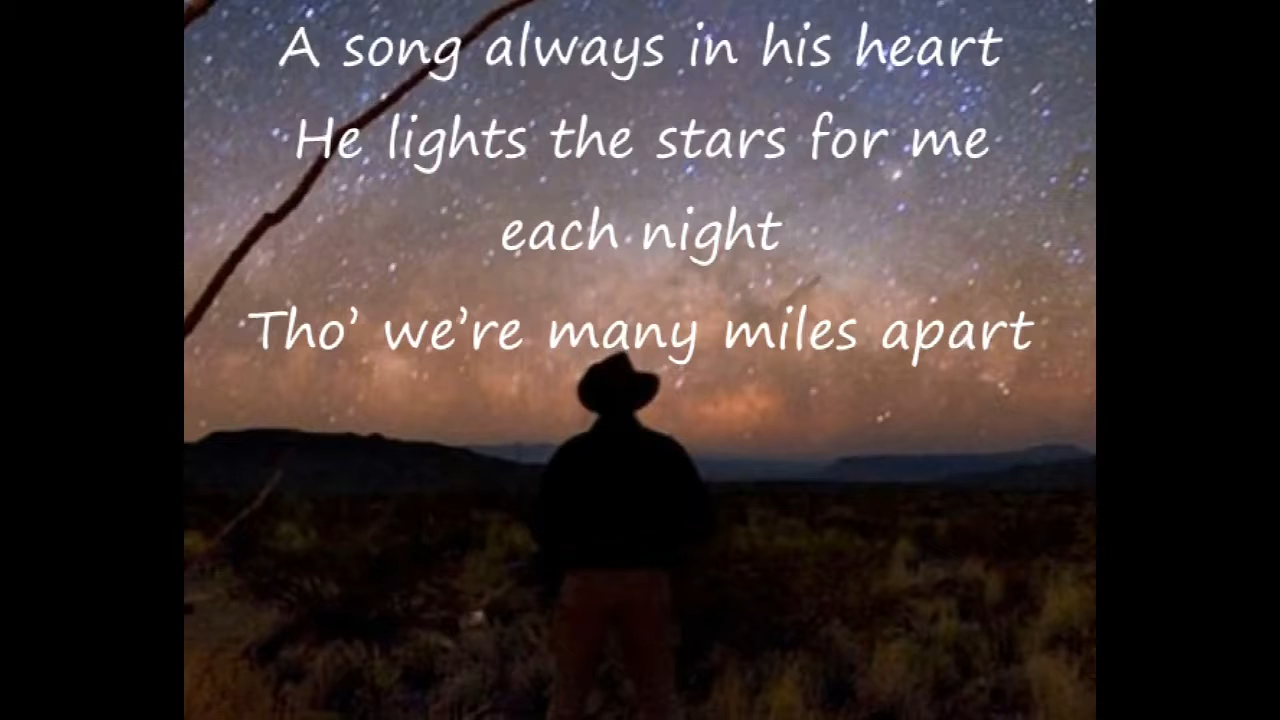 A song always in his heart
He lights the stars for me
each night
Tho’ we’re many miles apart